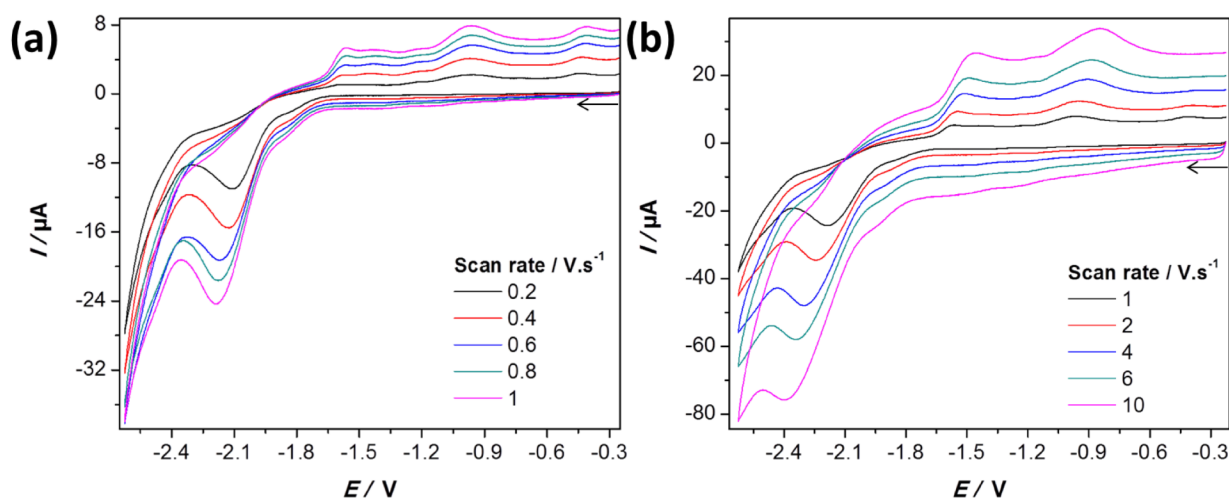 (a)
8
0
-8
-16
-24
-32
I / µA
Scan rate / V.s⁻¹
0.2
0.4
0.6
0.8
1
-2.4 -2.1 -1.8 -1.5 -1.2 -0.9 -0.6 -0.3
E / V
(b)
20
0
-20
-40
-60
-80
I / µA
Scan rate / V.s⁻¹
1
2
4
6
10
-2.4 -2.1 -1.8 -1.5 -1.2 -0.9 -0.6 -0.3
E / V